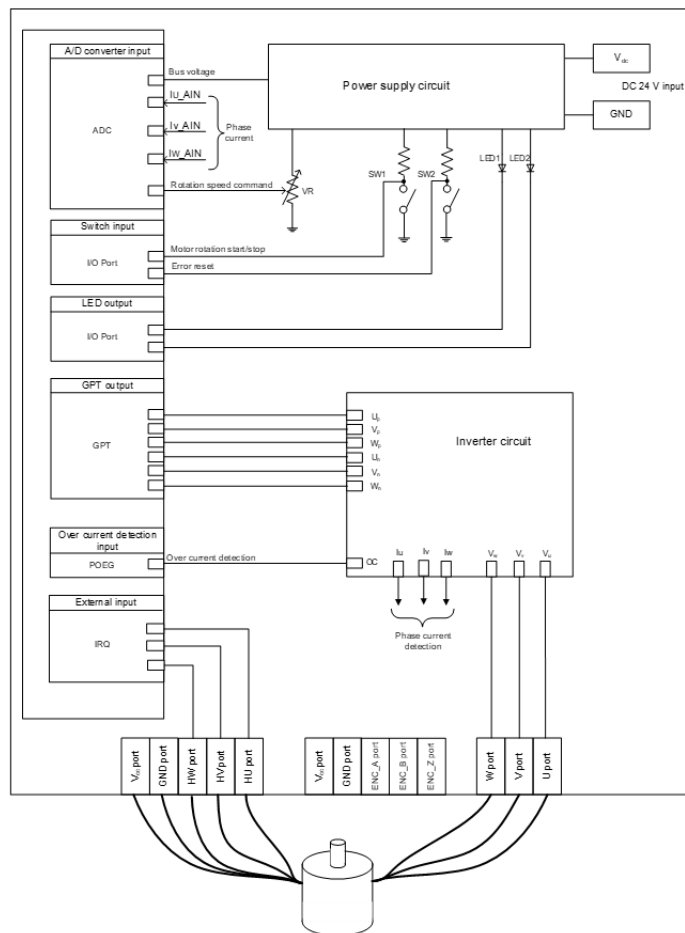 A/D converter input
ADC
Bus voltage
IU_AIN
Iv_AIN
IW_AIN
Phase
current
Rotation speed command
VR
Power supply circuit
Vdc
DC 24 V input
GND
SW1
SW2
LED1
LED2
Switch input
I/O Port
Motor rotation start/stop
Error reset
LED output
I/O Port
GPT output
GPT
Up
Vp
Wp
Un
Vn
Wn
Inverter circuit
Over current detection
input
POEG
Over current detection
OC
Iu
Iv
Iw
Vw
Vv
Vu
Phase current
detection
External input
IRQ
Vcc port
GND port
HW port
HV port
HU port
Vcc port
GND port
ENC_A port
ENC_B port
ENC_Z port
W port
V port
U port